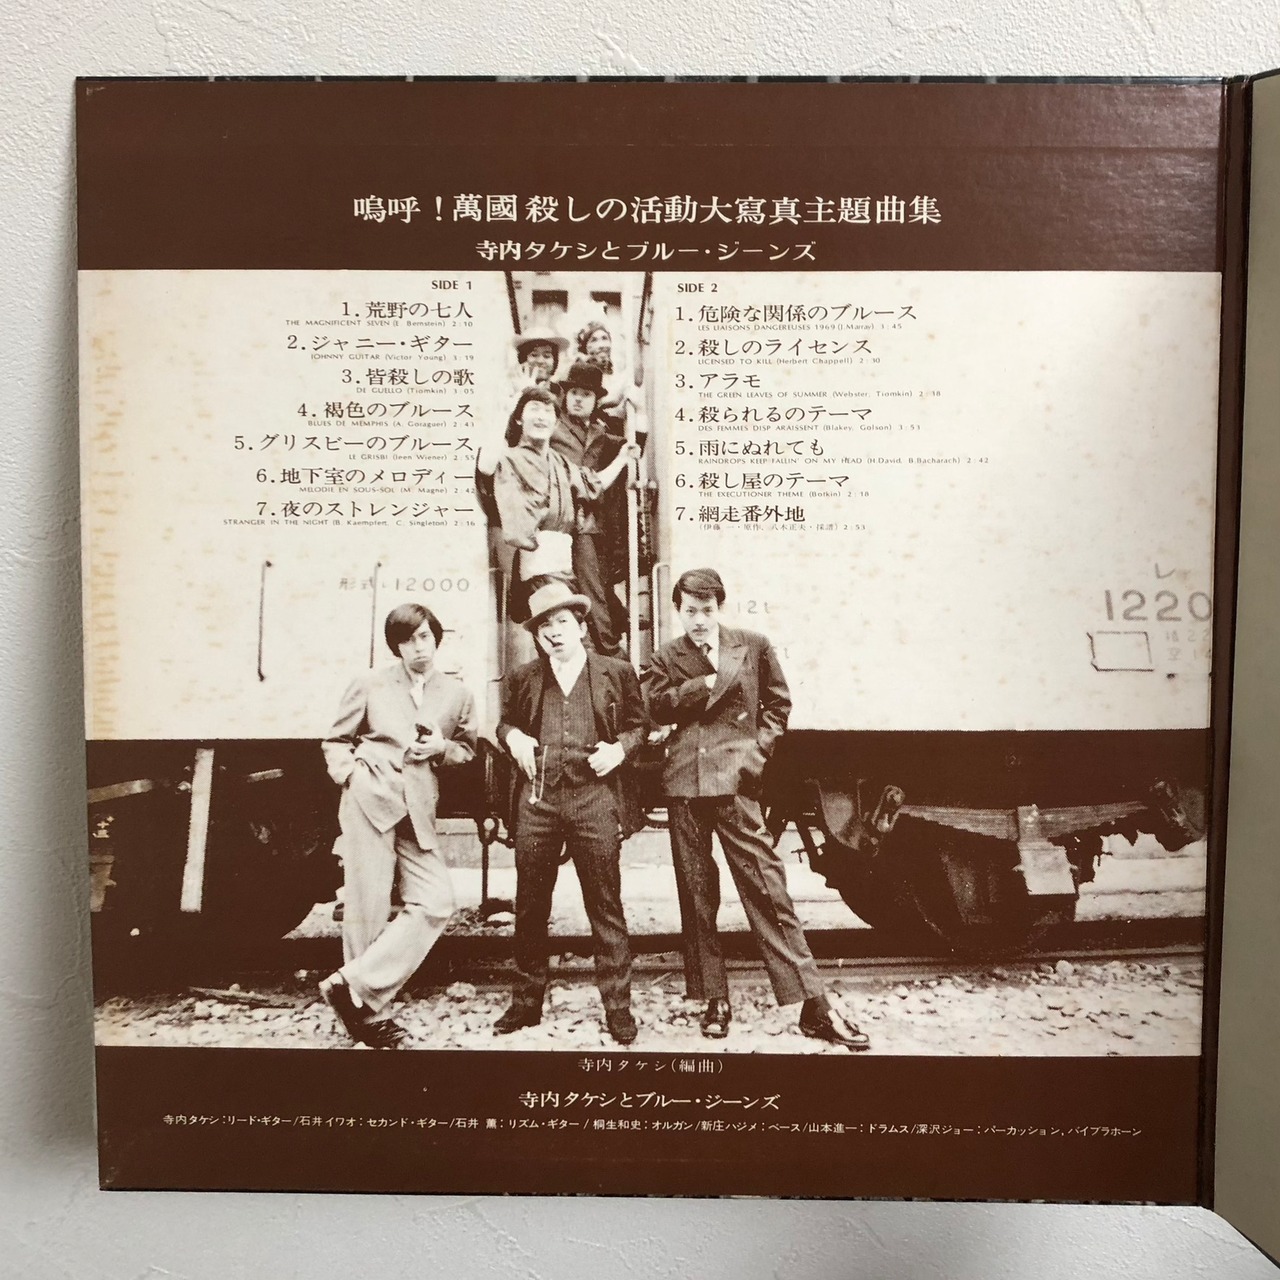 嗚呼！萬國殺しの活動大寫真主題曲集
寺内タケシとブルー・ジーンズ
SIDE 1
1. 荒野の七人
THE MAGNIFICENT SEVEN (E. Bernstein) 2:10
2. ジャニー・ギター
JOHNNY GUITAR (Victor Young) 3:19
3. 皆殺しの歌
DE GUELLO (Tiomkin) 3:05
4. 褐色のブルース
BLUES DE MEMPHIS (A. Goraguer) 2:43
5. グリスビーのブルース
LE GRISBI (Jeen Wiener) 2:55
6. 地下室のメロディー
MELODIE EN SOUS-SOL (M. Magne) 2:42
7. 夜のストレンジャー
STRANGER IN THE NIGHT (B. Kaempfert, C. Singleton) 2:16
SIDE 2
1. 危険な関係のブルース
LES LIAISONS DANGEREUSES 1969 (J. Marray) 3:45
2. 殺しのライセンス
LICENSED TO KILL (Herbert Chappell) 2:10
3. アラモ
THE GREEN LEAVES OF SUMMER (Webster, Tiomkin) 2:18
4. 殺られるのテーマ
DES FEMMES DISP ARAISSENT (Blakey, Golson) 3:53
5. 雨にぬれても
RAINDROPS KEEP FALLIN' ON MY HEAD (H. David, B. Bacharach) 2:42
6. 殺し屋のテーマ
THE EXECUTIONER THEME (Botkin) 2:18
7. 網走番外地
(伊藤 一・原作、八木正夫・採譜) 2:53
形式 12000
12t
レ
1220
寺内タケシ(編曲)
寺内タケシとブルー・ジーンズ
寺内タケシ：リード・ギター/石井イワオ：セカンド・ギター/石井 薫：リズム・ギター/桐生和史：オルガン/新庄ハジメ：ベース/山本進一：ドラムス/深沢ジョー：パーカッション、バイブラホーン